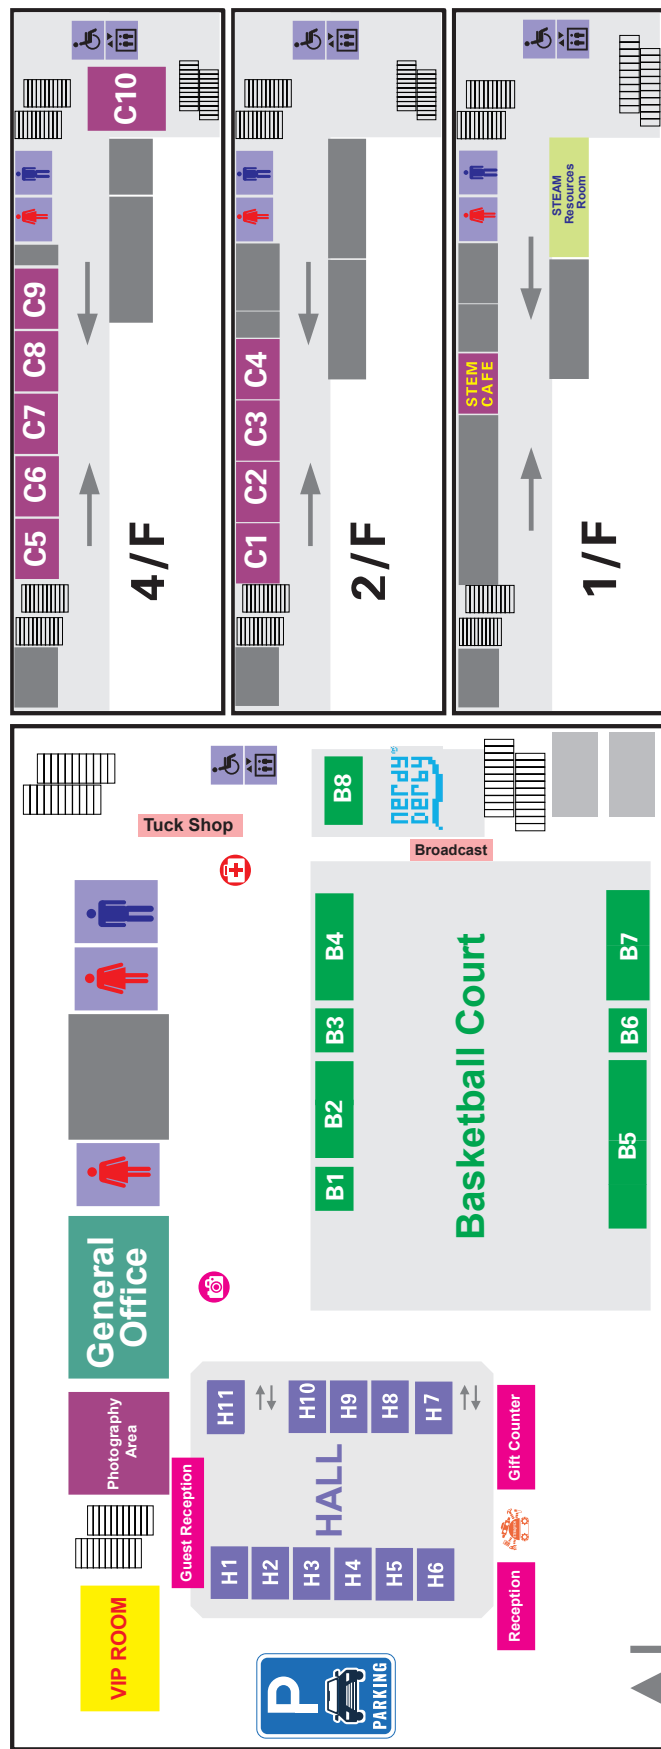 C10
C9
C8
C7
C6
C5
4/F
C4
C3
C2
C1
2/F
STEAM
Resources
Room
STEM
CAFE
1/F
Tuck Shop
B8
Broadcast
B4
B3
B2
B1
Basketball Court
B7
B6
B5
General
Office
Photography
Area
Guest Reception
VIP ROOM
H11
H10
H9
H8
H7
HALL
H1
H2
H3
H4
H5
H6
Gift Counter
Reception
P
PARKING